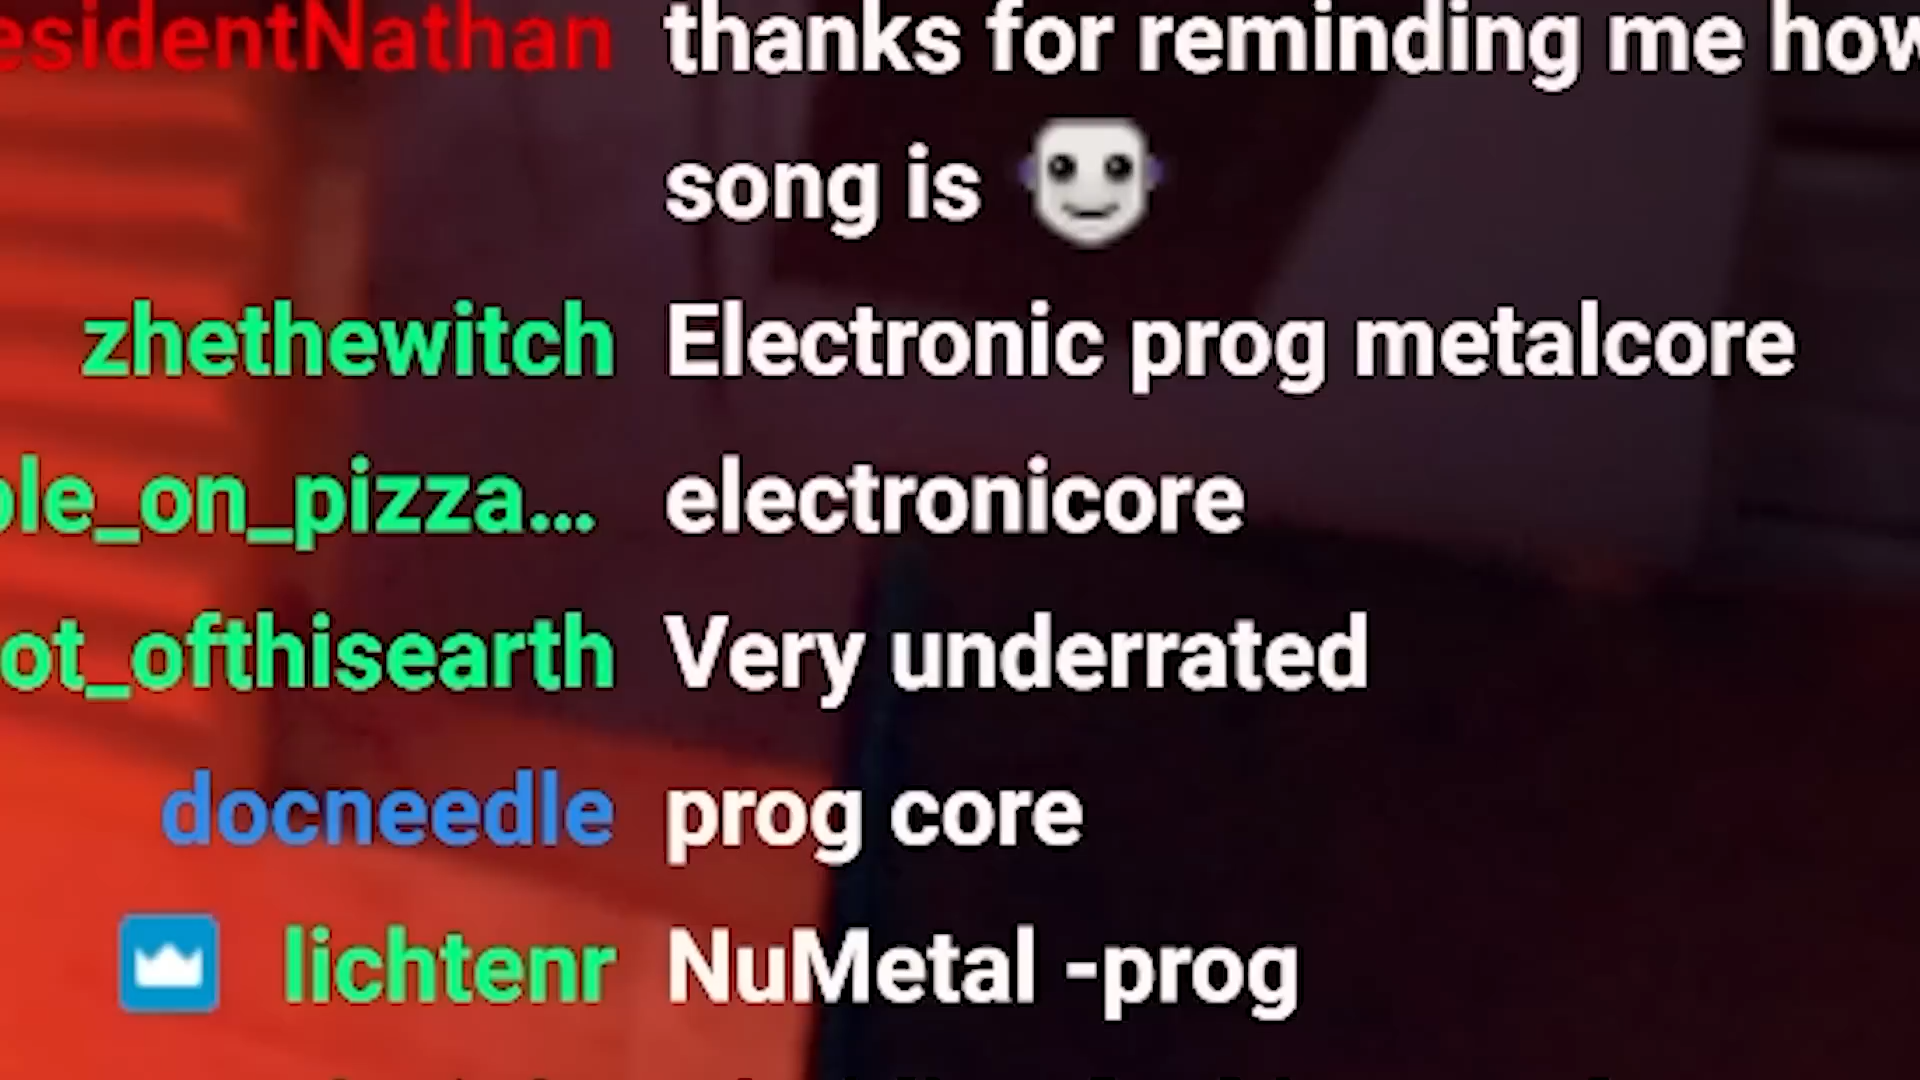 esidentNathan thanks for reminding me how
song is
zhethewitch Electronic prog metalcore
ple_on_pizza... electronicore
ot_ofthisearth Very underrated
docneedle prog core
lichtenr NuMetal -prog